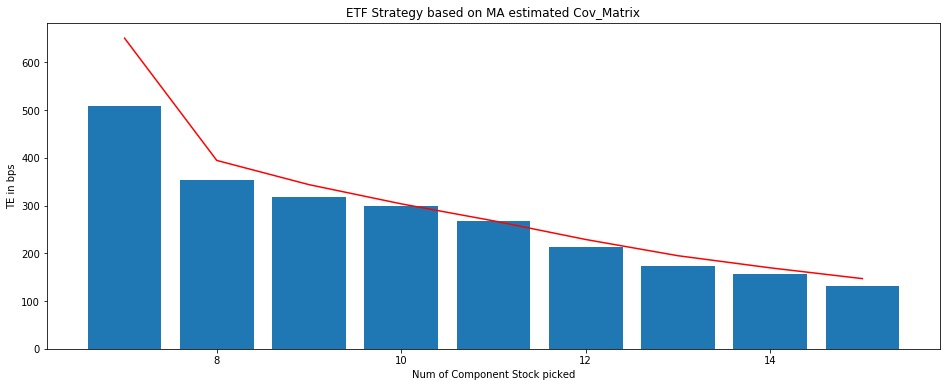 ETF Strategy based on MA estimated Cov_Matrix
600
500
400
300
200
100
0
TE in bps
8 10 12 14
Num of Component Stock picked